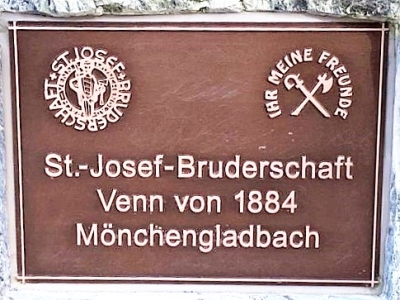 ST. JOSEF + BRUDERSCHAFT +
IHR MEINE FREUNDE
St.-Josef-Bruderschaft
Venn von 1884
Mönchengladbach